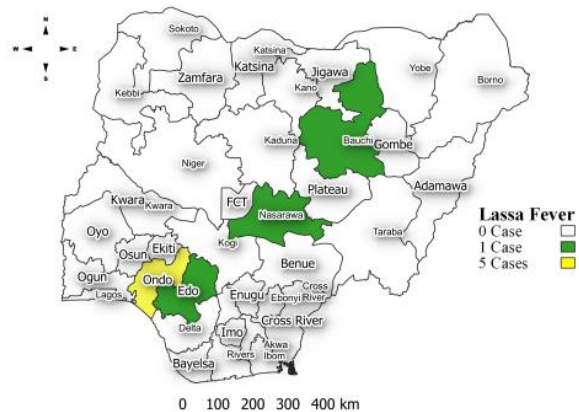 N
W E
S
Sokoto
Katsina
Zamfara Katsina Jigawa Yobe Borno
Kebbi Kano
Kaduna Bauchi Gombe
Niger
Adamawa
Kwara Kwara FCT Plateau
Nasarawa
Oyo Taraba
Kogi
Osun Ekiti Benue
Ogun Ondo Edo
Lagos Enugu Ebonyi Cross River
Delta Imo Cross River
Bayelsa Rivers Akwa Ibom
Lassa Fever
0 Case
1 Case
5 Cases
0 100 200 300 400 km